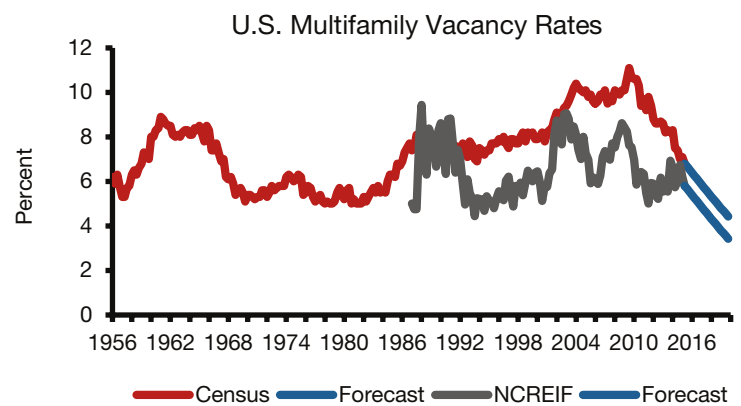 U.S. Multifamily Vacancy Rates
12
10
8
6
4
2
0
Percent
1956 1962 1968 1974 1980 1986 1992 1998 2004 2010 2016
Census Forecast NCREIF Forecast